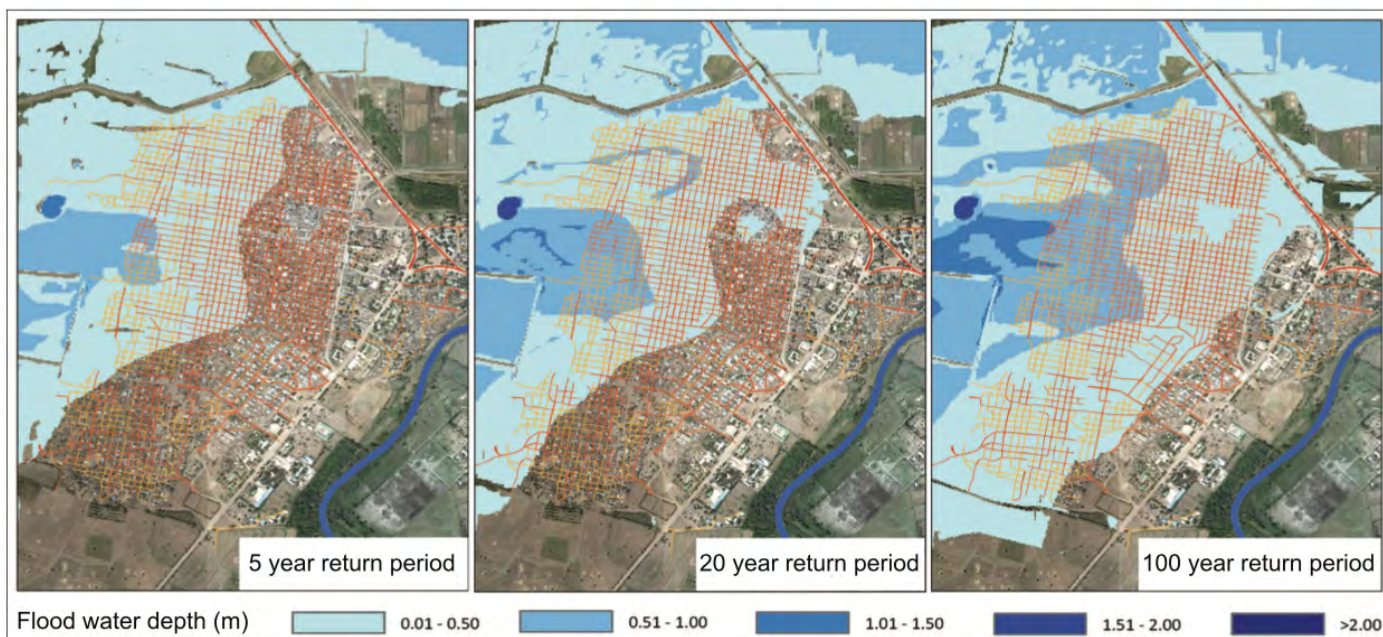 5 year return period
20 year return period
100 year return period
Flood water depth (m)
0.01 - 0.50
0.51 - 1.00
1.01 - 1.50
1.51 - 2.00
>2.00